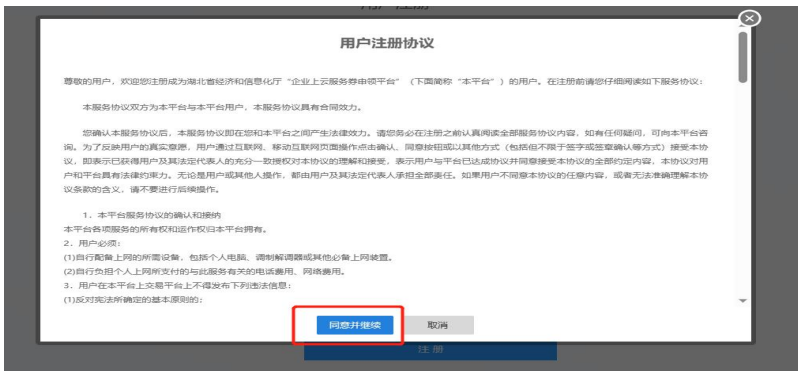 用户注册协议
尊敬的用户，欢迎您注册成为湖北省经济和信息化厅“企业上云服务券申领平台”（下面简称“本平台”）的用户。在注册前请您仔细阅读如下服务协议：
本服务协议双方为本平台与本平台用户，本服务协议具有合同效力。
您确认本服务协议后，本服务协议即在您和本平台之间产生法律效力。请您务必在注册之前认真阅读全部服务协议内容，如有任何疑问，可向本平台咨
询。为了反映用户的真实意愿，用户通过互联网、移动互联网页面操作点击确认、同意按钮或以其他方式（包括但不限于签字或签章确认等方式）接受本协
议，即表示已获得用户及其法定代表人的充分一致授权对本协议的理解和接受，表示用户与平台已达成协议并同意接受本协议的全部约定内容，本协议对用
户和平台具有法律约束力。无论是用户或其他人操作，都由用户及其法定代表人承担全部责任。如果用户不同意本协议的任意内容，或者无法准确理解本协
议条款的含义，请不要进行后续操作。
1、本平台服务协议的确认和接纳
本平台各项服务的所有权和运作权归本平台拥有。
2、用户必须：
(1)自行配备上网的所需设备，包括个人电脑、调制解调器或其他必备上网装置。
(2)自行负担个人上网所支付的与此服务有关的电话费用、网络费用。
3、用户在本平台上交易平台上不得发布下列违法信息：
(1)反对宪法所确定的基本原则的；
同意并继续 取消
注 册